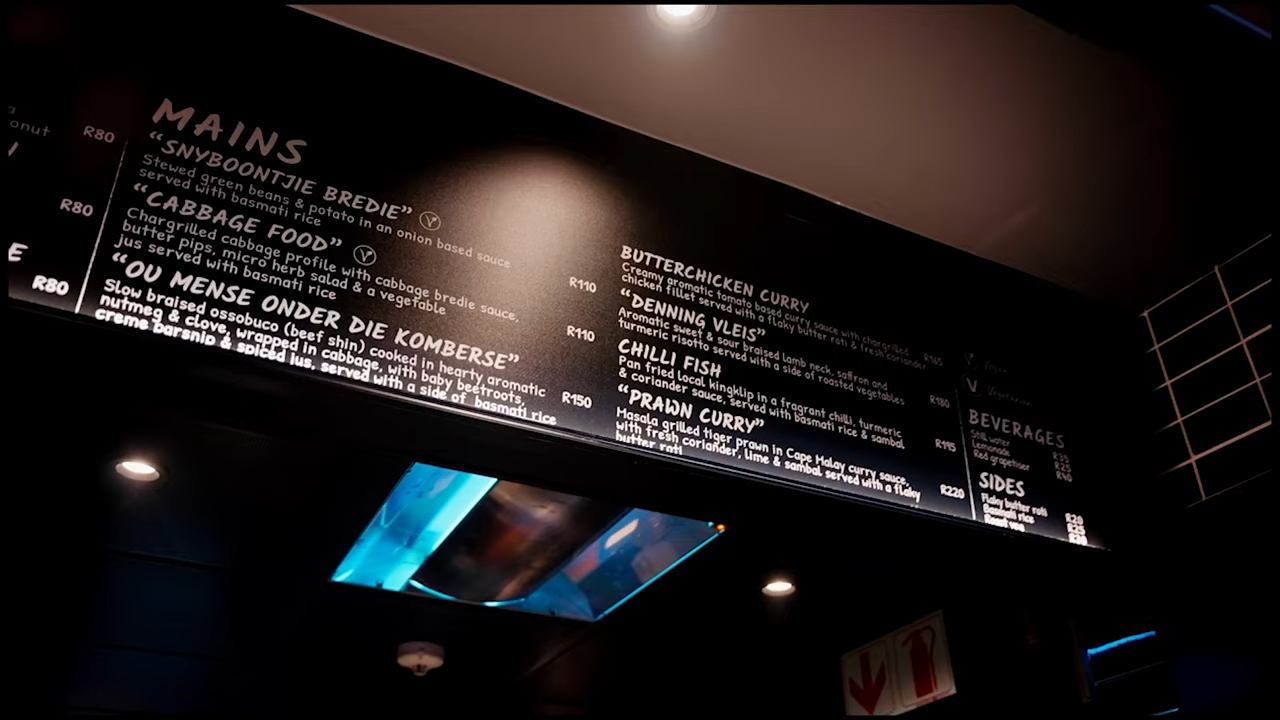 onut R80
R80
E
R80
MAINS
“SNYBOONTJIE BREDIE” V
Stewed green beans & potato in an onion based sauce
served with basmati rice R110
“CABBAGE FOOD” V
Chargrilled cabbage profile with cabbage bredie sauce,
butter pips, micro herb salad & a vegetable
jus served with basmati rice R110
“OU MENSE ONDER DIE KOMBERSE”
Slow braised ossobuco (beef shin) cooked in hearty aromatic
nutmeg & clove, wrapped in cabbage, with baby beetroots,
creme parsnip & spiced jus, served with a side of basmati rice R150
BUTTERCHICKEN CURRY
Creamy aromatic tomato based curry sauce with chargrilled
chicken fillet served with a flaky butter roti & fresh coriander R165
“DENNING VLEIS”
Aromatic sweet & sour braised lamb neck, saffron and
turmeric risotto served with a side of roasted vegetables R180
CHILLI FISH
Pan fried local kingklip in a fragrant chilli, turmeric
& coriander sauce, served with basmati rice & sambal R195
“PRAWN CURRY”
Masala grilled tiger prawn in Cape Malay curry sauce,
with fresh coriander, lime & sambal served with a flaky
butter roti R220
V Vegan
V Vegetarian
BEVERAGES
Still water R35
Lemonade R25
Red grapetiser R40
SIDES
Flaky butter roti R20
Basmati rice R25
Roast veg